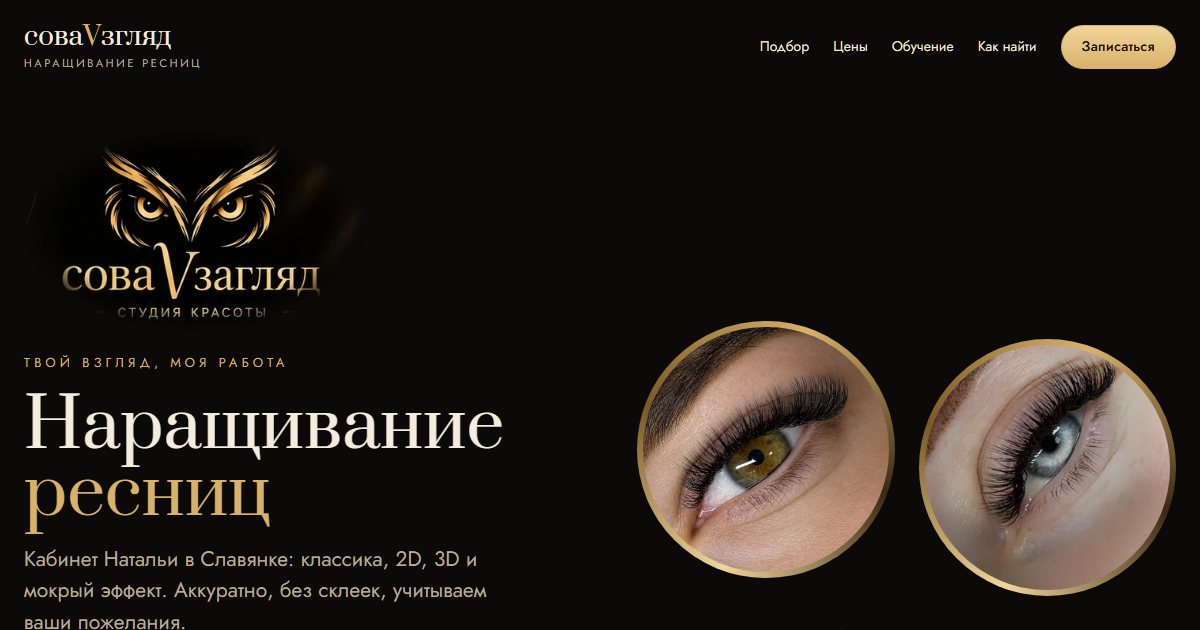 соваVзгляд
НАРАЩИВАНИЕ РЕСНИЦ
Подбор Цены Обучение Как найти Записаться
соваVзагляд
СТУДИЯ КРАСОТЫ
ТВОЙ ВЗГЛЯД, МОЯ РАБОТА
Наращивание
ресниц
Кабинет Натальи в Славянке: классика, 2D, 3D и
мокрый эффект. Аккуратно, без склеек, учитываем
ваши пожелания.